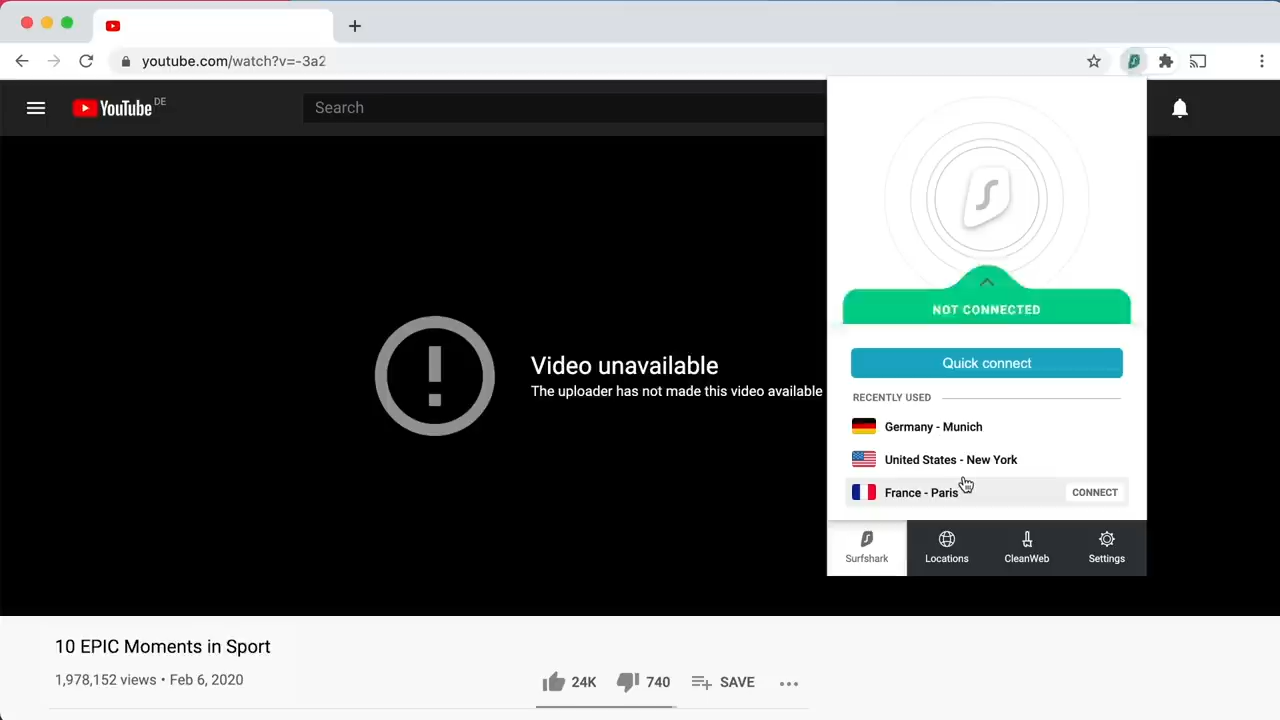 youtube.com/watch?v=-3a2
YouTube DE
Search
NOT CONNECTED
Quick connect
Video unavailable
The uploader has not made this video available
RECENTLY USED
Germany - Munich
United States - New York
France - Paris
CONNECT
Surfshark
Locations
CleanWeb
Settings
10 EPIC Moments in Sport
1,978,152 views • Feb 6, 2020
24K
740
SAVE